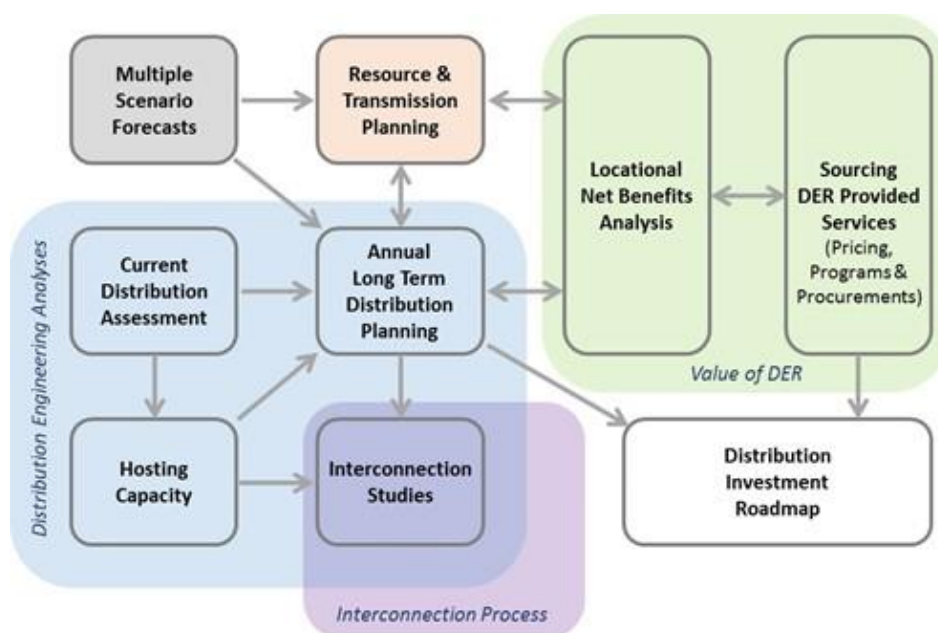 Multiple
Scenario
Forecasts
Resource &
Transmission
Planning
Locational
Net Benefits
Analysis
Sourcing
DER Provided
Services
(Pricing,
Programs &
Procurements)
Value of DER
Distribution Engineering Analyses
Current
Distribution
Assessment
Annual
Long Term
Distribution
Planning
Hosting
Capacity
Interconnection
Studies
Interconnection Process
Distribution
Investment
Roadmap